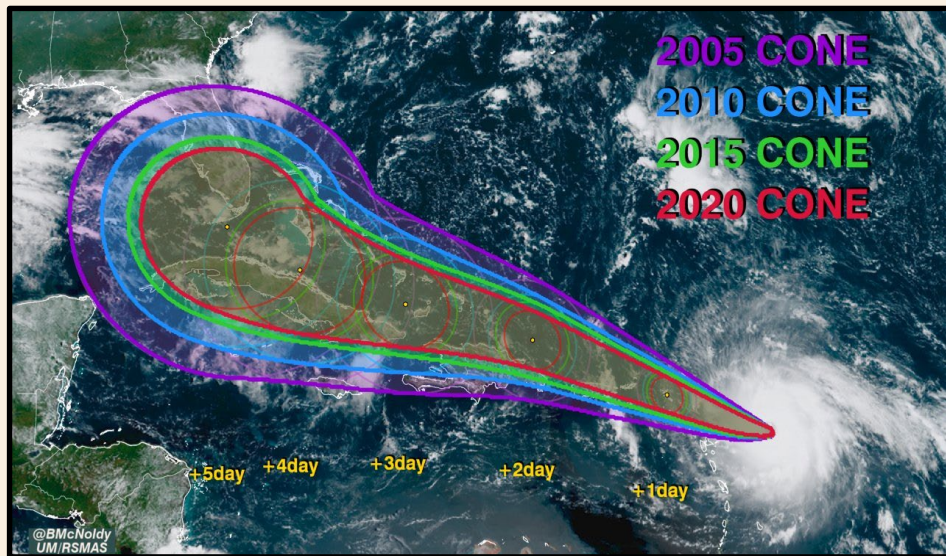 2005 CONE
2010 CONE
2015 CONE
2020 CONE
+5day
+4day
+3day
+2day
+1day
@BMcNoldy
UM/RSMAS